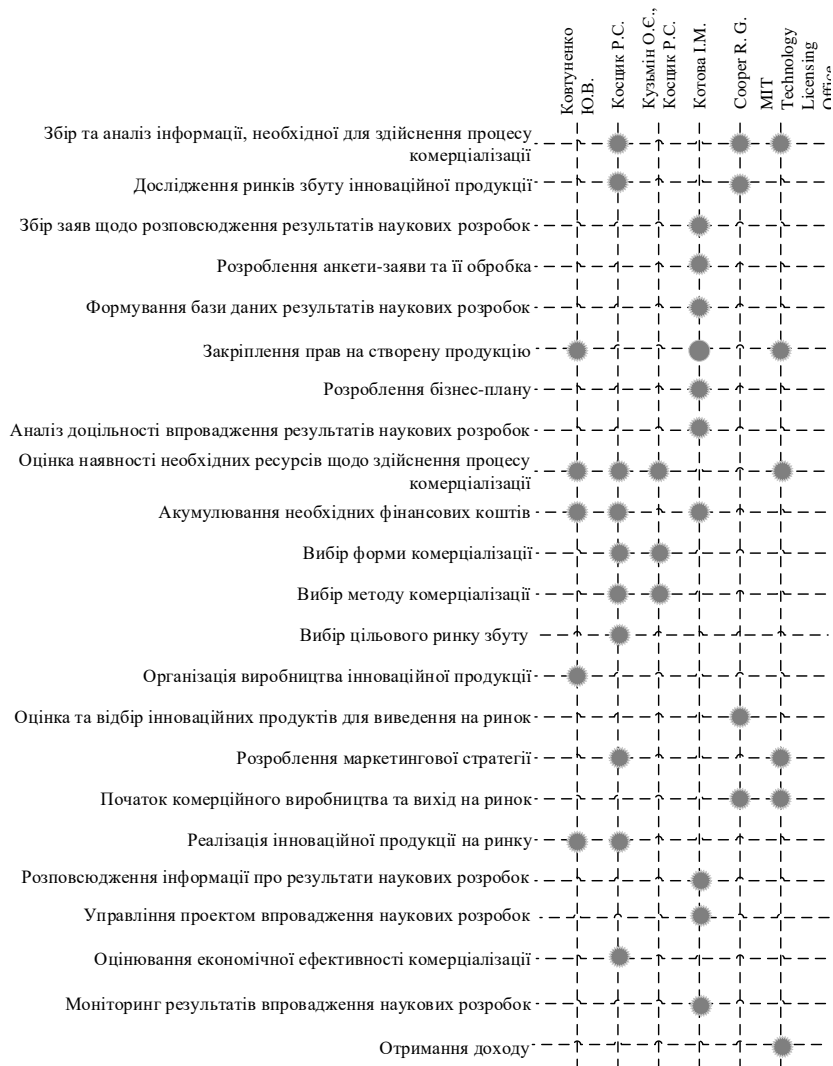 Ковтуненко
Ю.В.
Косцик Р.С.
Кузьмін О.Є.,
Косцик Р.С.
Котова І.М.
Cooper R. G.
MIT
Technology
Licensing
Office
Збір та аналіз інформації, необхідної для здійснення процесу
комерціалізації
Дослідження ринків збуту інноваційної продукції
Збір заяв щодо розповсюдження результатів наукових розробок
Розроблення анкети-заяви та її обробка
Формування бази даних результатів наукових розробок
Закріплення прав на створену продукцію
Розроблення бізнес-плану
Аналіз доцільності впровадження результатів наукових розробок
Оцінка наявності необхідних ресурсів щодо здійснення процесу
комерціалізації
Акумулювання необхідних фінансових коштів
Вибір форми комерціалізації
Вибір методу комерціалізації
Вибір цільового ринку збуту
Організація виробництва інноваційної продукції
Оцінка та відбір інноваційних продуктів для виведення на ринок
Розроблення маркетингової стратегії
Початок комерційного виробництва та вихід на ринок
Реалізація інноваційної продукції на ринку
Розповсюдження інформації про результати наукових розробок
Управління проектом впровадження наукових розробок
Оцінювання економічної ефективності комерціалізації
Моніторинг результатів впровадження наукових розробок
Отримання доходу